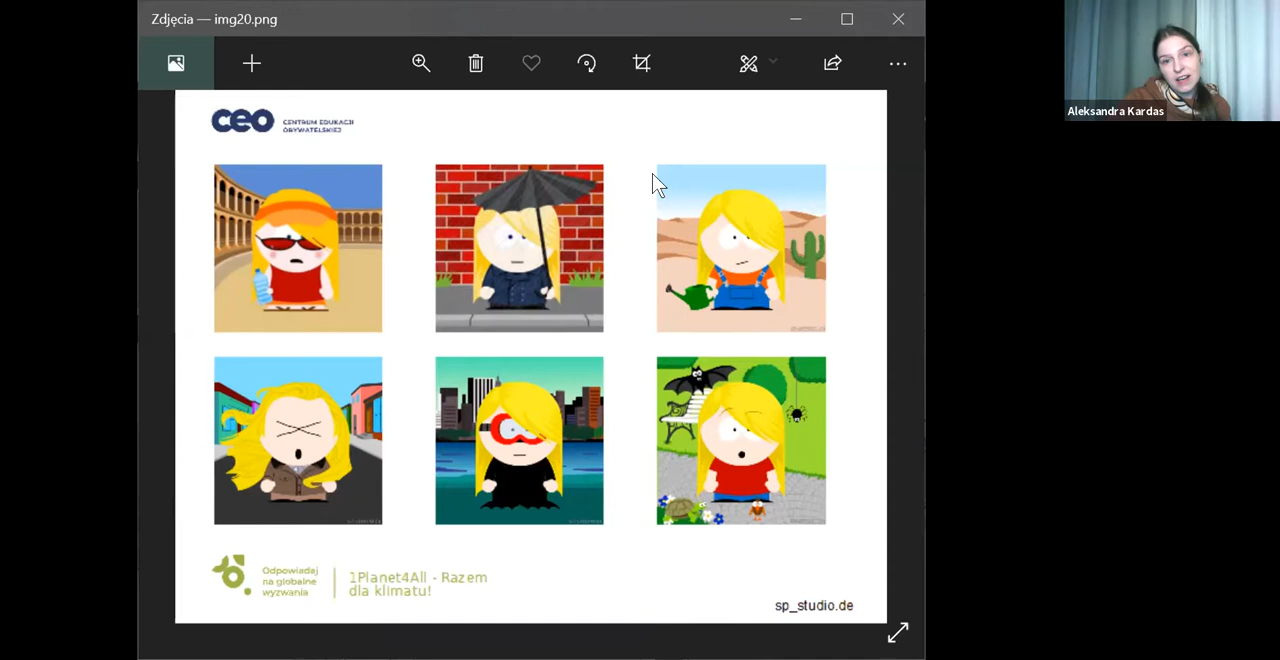 Zdjęcia — img20.png
Aleksandra Kardas
ceo
CENTRUM EDUKACJI
OBYWATELSKIEJ
Odpowiadaj
na globalne
wyzwania
1Planet4All - Razem
dla klimatu!
sp_studio.de